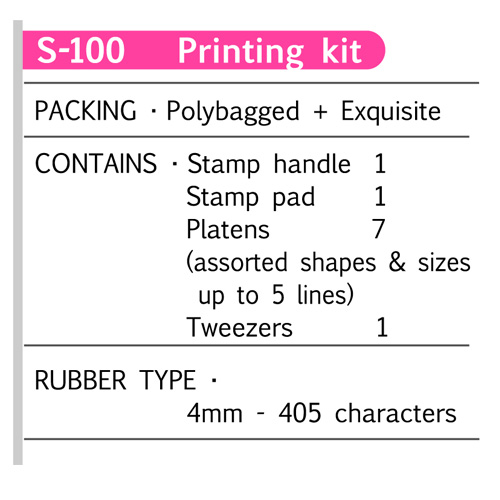 S-100 Printing kit
PACKING · Polybagged + Exquisite
CONTAINS · Stamp handle 1
Stamp pad 1
Platens 7
(assorted shapes & sizes
up to 5 lines)
Tweezers 1
RUBBER TYPE ·
4mm - 405 characters